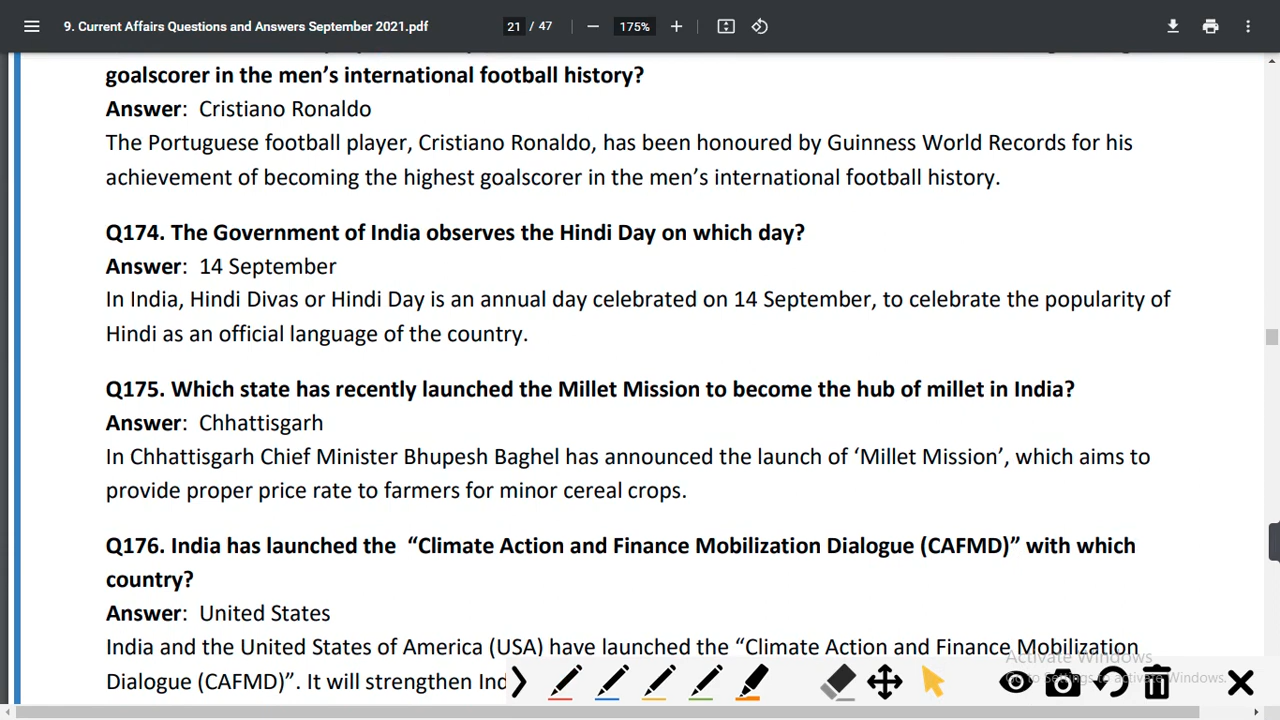 9. Current Affairs Questions and Answers September 2021.pdf
21 / 47
175%
goalscorer in the men’s international football history?
Answer:  Cristiano Ronaldo
The Portuguese football player, Cristiano Ronaldo, has been honoured by Guinness World Records for his
achievement of becoming the highest goalscorer in the men’s international football history.
Q174. The Government of India observes the Hindi Day on which day?
Answer:  14 September
In India, Hindi Divas or Hindi Day is an annual day celebrated on 14 September, to celebrate the popularity of
Hindi as an official language of the country.
Q175. Which state has recently launched the Millet Mission to become the hub of millet in India?
Answer:  Chhattisgarh
In Chhattisgarh Chief Minister Bhupesh Baghel has announced the launch of ‘Millet Mission’, which aims to
provide proper price rate to farmers for minor cereal crops.
Q176. India has launched the  “Climate Action and Finance Mobilization Dialogue (CAFMD)” with which
country?
Answer:  United States
India and the United States of America (USA) have launched the “Climate Action and Finance Mobilization
Dialogue (CAFMD)”. It will strengthen Ind
Activate Windows
Go to Settings to activate Windows.